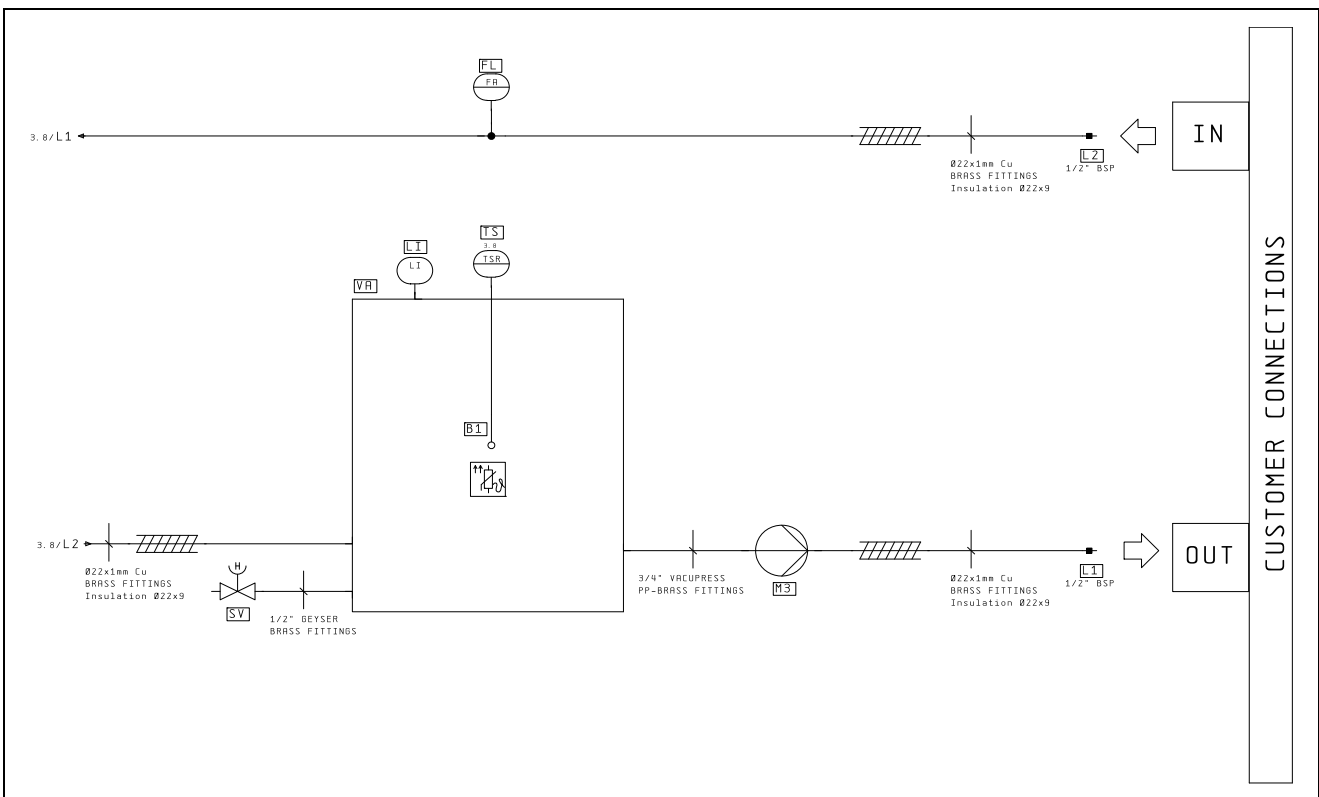 FL
FA
3.8/L1
IN
L2
1/2" BSP
Ø22x1mm Cu
BRASS FITTINGS
Insulation Ø22x9
TS
3.8
TSR
LI
LI
VA
B1
CUSTOMER CONNECTIONS
3.8/L2
Ø22x1mm Cu
BRASS FITTINGS
Insulation Ø22x9
H
SV
1/2" GEYSER
BRASS FITTINGS
3/4" VACUPRESS
PP-BRASS FITTINGS
M3
Ø22x1mm Cu
BRASS FITTINGS
Insulation Ø22x9
L1
1/2" BSP
OUT